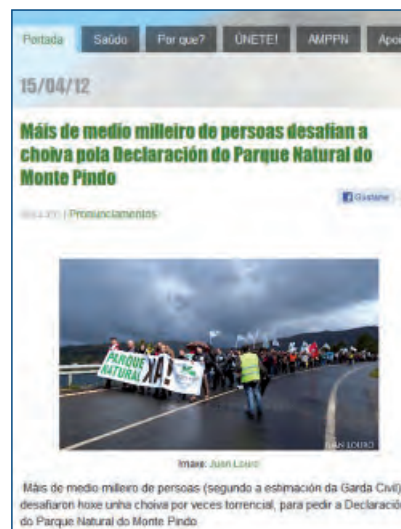 Portada Saúdo Por que? ÚNETE! AMPPN
15/04/12
Máis de medio milleiro de persoas desafían a
choiva pola Declaración do Parque Natural do
Monte Pindo
Gústame
| Pronunciamentos
PARQUE
NATURAL XA!
Imaxe: Juan Louro
Máis de medio milleiro de persoas (segundo a estimación da Garda Civil)
desafiaron hoxe unha choiva por veces torrencial, para pedir a Declaración
do Parque Natural do Monte Pindo